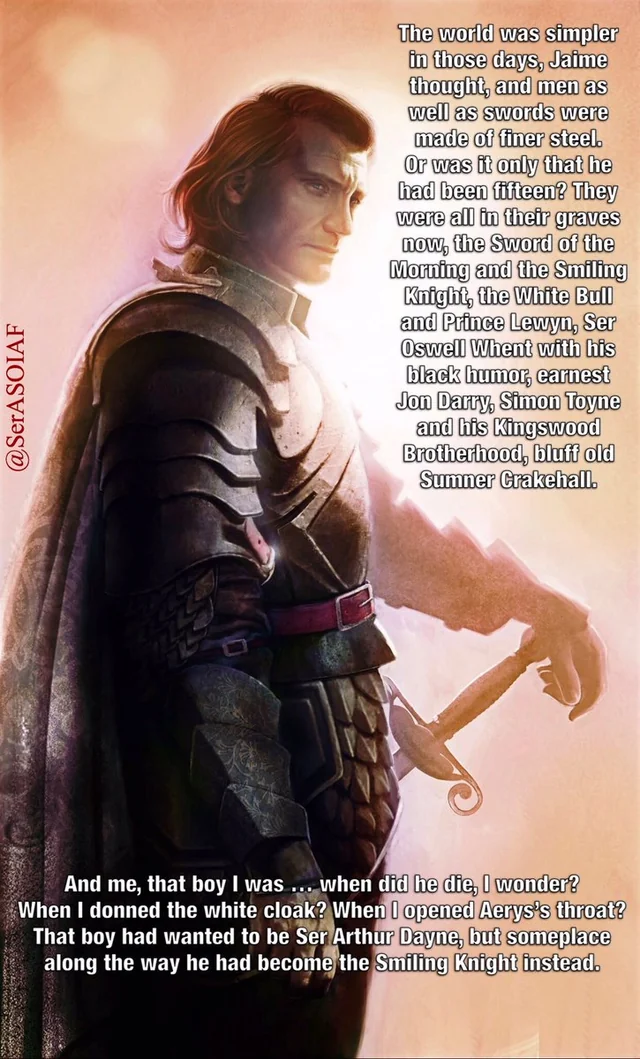 The world was simpler
in those days, Jaime
thought, and men as
well as swords were
made of finer steel.
Or was it only that he
had been fifteen? They
were all in their graves
now, the Sword of the
Morning and the Smiling
Knight, the White Bull
and Prince Lewyn, Ser
Oswell Whent with his
black humor, earnest
Jon Darry, Simon Toyne
and his Kingswood
Brotherhood, bluff old
Sumner Crakehall.
@SerASOIAF
And me, that boy I was ... when did he die, I wonder?
When I donned the white cloak? When I opened Aerys's throat?
That boy had wanted to be Ser Arthur Dayne, but someplace
along the way he had become the Smiling Knight instead.